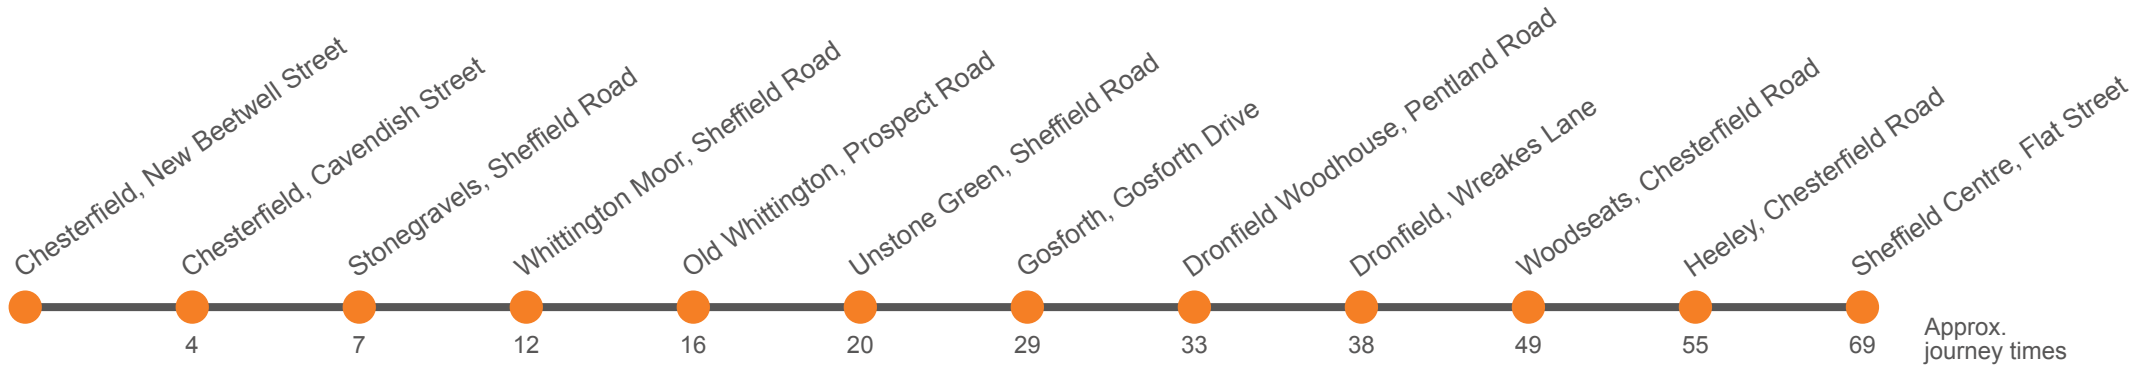 Chesterfield, New Beetwell Street
Chesterfield, Cavendish Street
Stonegravels, Sheffield Road
Whittington Moor, Sheffield Road
Old Whittington, Prospect Road
Unstone Green, Sheffield Road
Gosforth, Gosforth Drive
Dronfield Woodhouse, Pentland Road
Dronfield, Wreakes Lane
Woodseats, Chesterfield Road
Heeley, Chesterfield Road
Sheffield Centre, Flat Street
4
7
12
16
20
29
33
38
49
55
69
Approx.
journey times